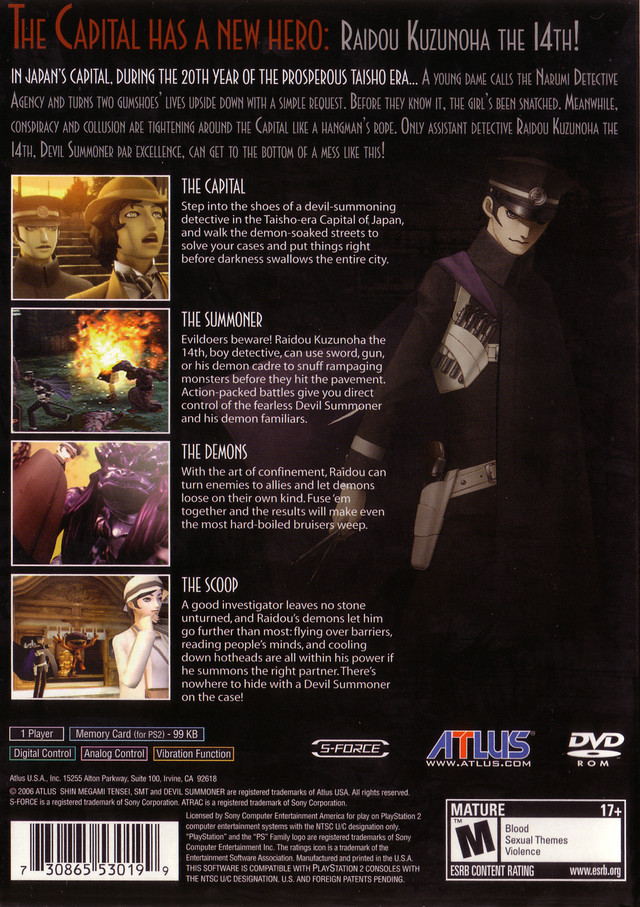 THE CAPITAL HAS A NEW HERO: RAIDOU KUZUNOHA THE 14TH!
IN JAPAN'S CAPITAL, DURING THE 20TH YEAR OF THE PROSPEROUS TAISHO ERA... A YOUNG DAME CALLS THE NARUMI DETECTIVE
AGENCY AND TURNS TWO GUMSHOES' LIVES UPSIDE DOWN WITH A SIMPLE REQUEST. BEFORE THEY KNOW IT, THE GIRL'S BEEN SNATCHED. MEANWHILE,
CONSPIRACY AND COLLUSION ARE TIGHTENING AROUND THE CAPITAL LIKE A HANGMAN'S ROPE. ONLY ASSISTANT DETECTIVE RAIDOU KUZUNOHA THE
14TH, DEVIL SUMMONER PAR EXCELLENCE, CAN GET TO THE BOTTOM OF A MESS LIKE THIS!
THE CAPITAL
Step into the shoes of a devil-summoning
detective in the Taisho-era Capital of Japan,
and walk the demon-soaked streets to
solve your cases and put things right
before darkness swallows the entire city.
THE SUMMONER
Evildoers beware! Raidou Kuzunoha the
14th, boy detective, can use sword, gun,
or his demon cadre to snuff rampaging
monsters before they hit the pavement.
Action-packed battles give you direct
control of the fearless Devil Summoner
and his demon familiars.
THE DEMONS
With the art of confinement, Raidou can
turn enemies to allies and let demons
loose on their own kind. Fuse 'em
together and the results will make even
the most hard-boiled bruisers weep.
THE SCOOP
A good investigator leaves no stone
unturned, and Raidou's demons let him
go further than most: flying over barriers,
reading people's minds, and cooling
down hotheads are all within his power if
he summons the right partner. There's
nowhere to hide with a Devil Summoner
on the case!
1 Player Memory Card (for PS2) - 99 KB
Digital Control Analog Control Vibration Function
S-FORCE
ATLUS®
WWW.ATLUS.COM
DVD
ROM
Atlus U.S.A., Inc. 15255 Alton Parkway, Suite 100, Irvine, CA 92618
© 2006 ATLUS SHIN MEGAMI TENSEI, SMT and DEVIL SUMMONER are registered trademarks of Atlus USA. All rights reserved.
S-FORCE is a registered trademark of Sony Corporation. ATRAC is a registered trademark of Sony Corporation.
Licensed by Sony Computer Entertainment America for play on PlayStation 2
computer entertainment systems with the NTSC U/C designation only.
"PlayStation" and the "PS" Family logo are registered trademarks of Sony
Computer Entertainment Inc. The ratings icon is a trademark of the
Entertainment Software Association. Manufactured and printed in the U.S.A.
THIS SOFTWARE IS COMPATIBLE WITH PLAYSTATION 2 CONSOLES WITH
THE NTSC U/C DESIGNATION. U.S. AND FOREIGN PATENTS PENDING.
7 30865 53019 9
MATURE 17+
M
TM
Blood
Sexual Themes
Violence
ESRB CONTENT RATING www.esrb.org